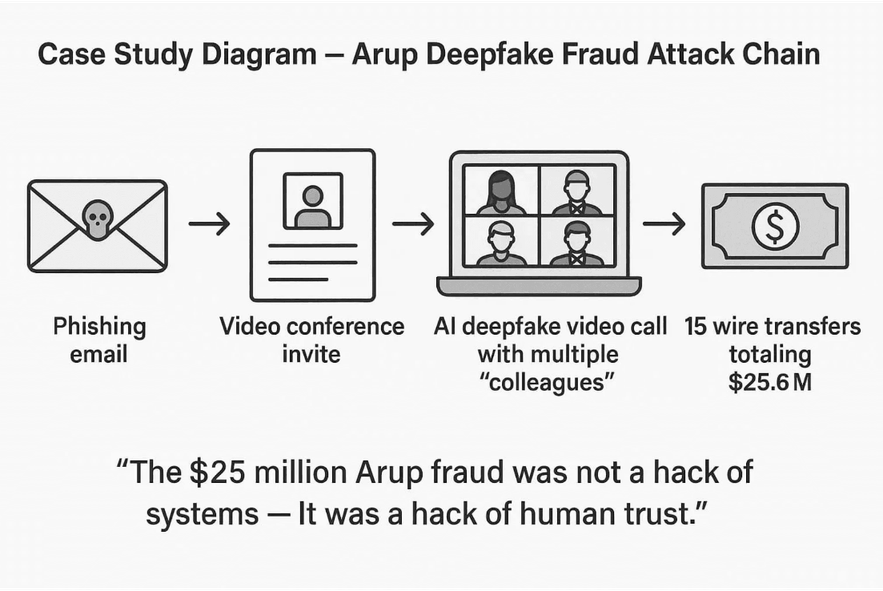 Case Study Diagram – Arup Deepfake Fraud Attack Chain
Phishing
email
Video conference
invite
AI deepfake video call
with multiple
“colleagues”
15 wire transfers
totaling
$25.6 M
$
“The $25 million Arup fraud was not a hack of
systems — It was a hack of human trust.”